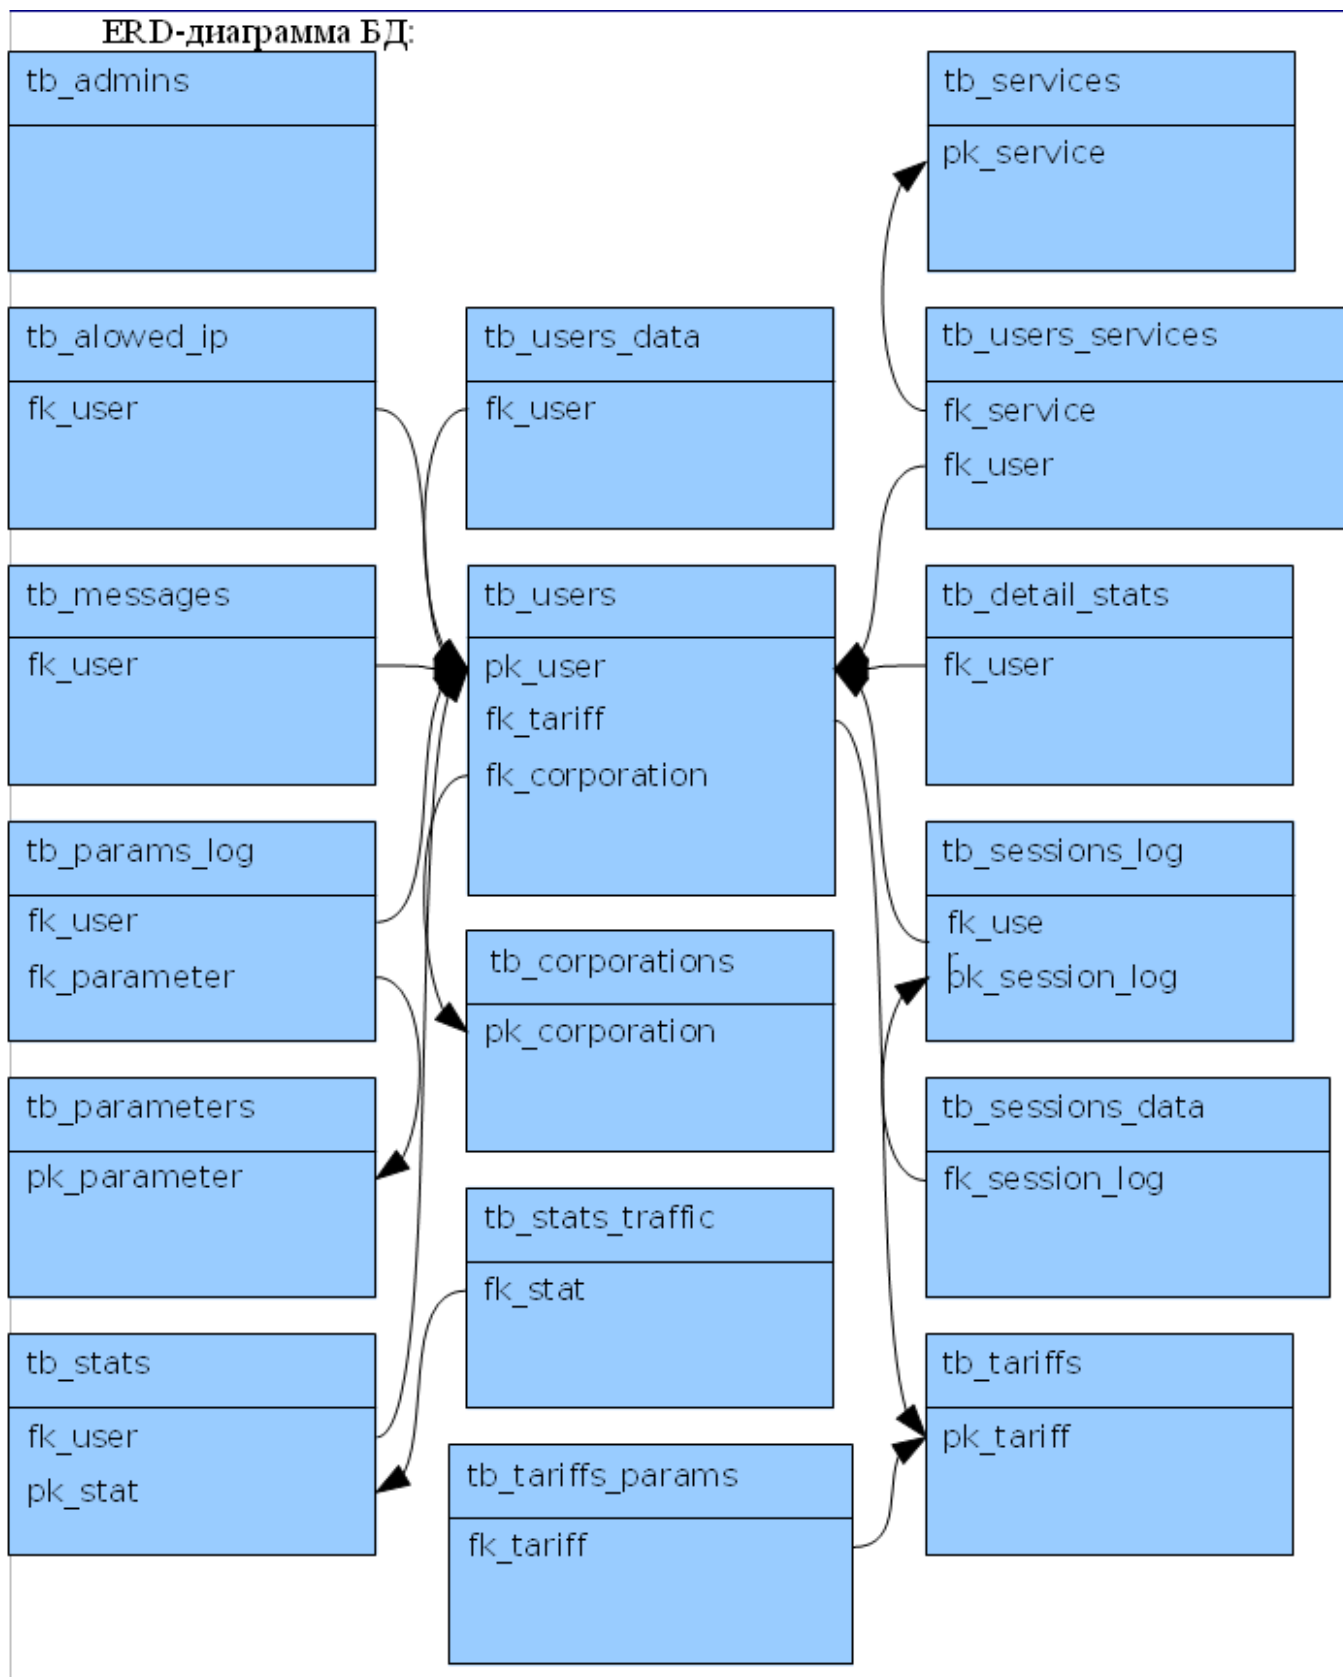 ERD-диаграмма БД:
tb_admins
tb_services
pk_service
tb_alowed_ip
fk_user
tb_users_data
fk_user
tb_users_services
fk_service
fk_user
tb_messages
fk_user
tb_users
pk_user
fk_tariff
fk_corporation
tb_detail_stats
fk_user
tb_params_log
fk_user
fk_parameter
tb_corporations
pk_corporation
tb_sessions_log
fk_use
r
pk_session_log
tb_parameters
pk_parameter
tb_stats_traffic
fk_stat
tb_sessions_data
fk_session_log
tb_stats
fk_user
pk_stat
tb_tariffs_params
fk_tariff
tb_tariffs
pk_tariff